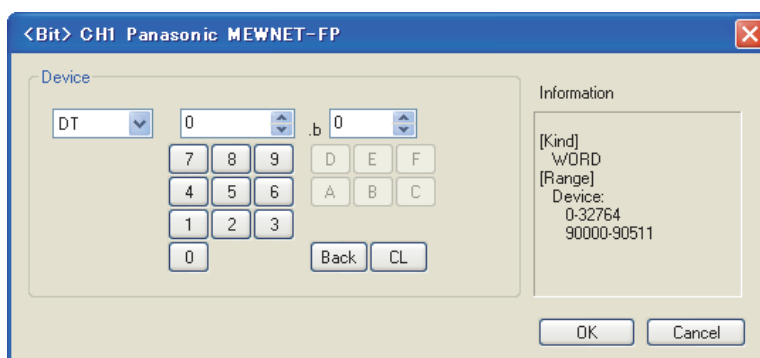 <Bit> CH1 Panasonic MEWNET-FP
Device
DT 0 .b 0
7 8 9 D E F
4 5 6 A B C
1 2 3
0 Back CL
Information
[Kind]
WORD
[Range]
Device:
0-32764
90000-90511
OK Cancel